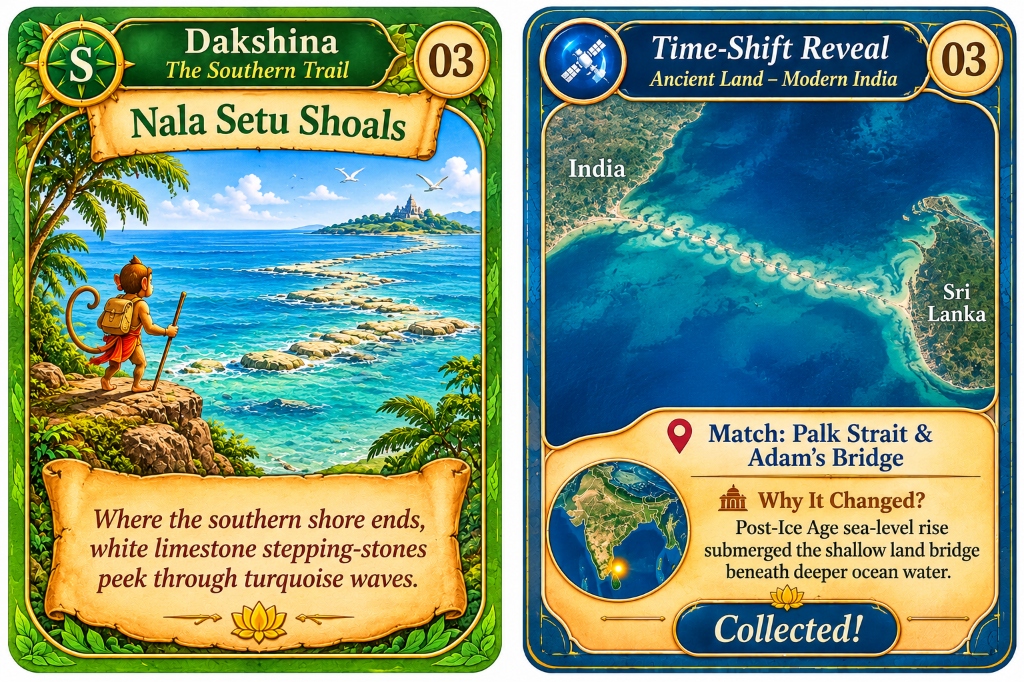 S
Dakshina
The Southern Trail
03
Nala Setu Shoals
Where the southern shore ends,
white limestone stepping-stones
peek through turquoise waves.
Time-Shift Reveal
Ancient Land – Modern India
03
India
Sri
Lanka
Match: Palk Strait &
Adam's Bridge
Why It Changed?
Post-Ice Age sea-level rise
submerged the shallow land bridge
beneath deeper ocean water.
Collected!